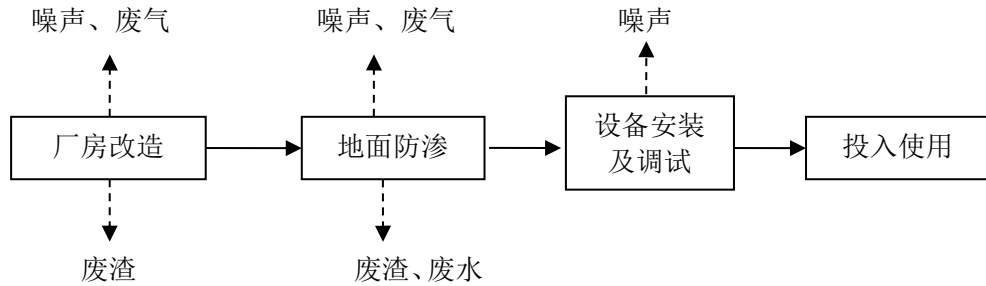 噪声、废气
噪声、废气
噪声
厂房改造
地面防渗
设备安装
及调试
投入使用
废渣
废渣、废水